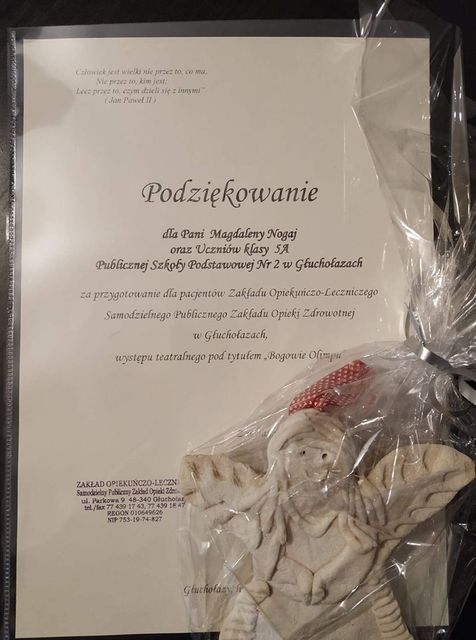 Człowiek jest wielki nie przez to, co ma.
Nie przez to, kim jest:
Lecz przez to, czym dzieli się z innymi"
( Jan Paweł II )
Podziękowanie
dla Pani Magdaleny Nogaj
oraz Uczniów klasy 5A
Publicznej Szkoły Podstawowej Nr 2 w Głuchołazach
za przygotowanie dla pacjentów Zakładu Opiekuńczo-Leczniczego
Samodzielnego Publicznego Zakładu Opieki Zdrowotnej
w Głuchołazach,
występu teatralnego pod tytułem „Bogowie Olimpu"
ZAKŁAD OPIEKUŃCZO-LECZNI
Samodzielny Publiczny Zakład Opieki Zdro
ul. Parkowa 9 48-340 Głuchoła
tel./fax 77 439 17 43, 77 439 18 47
REGON 010649626
NIP 753-19-74-827
Głuchołazy,